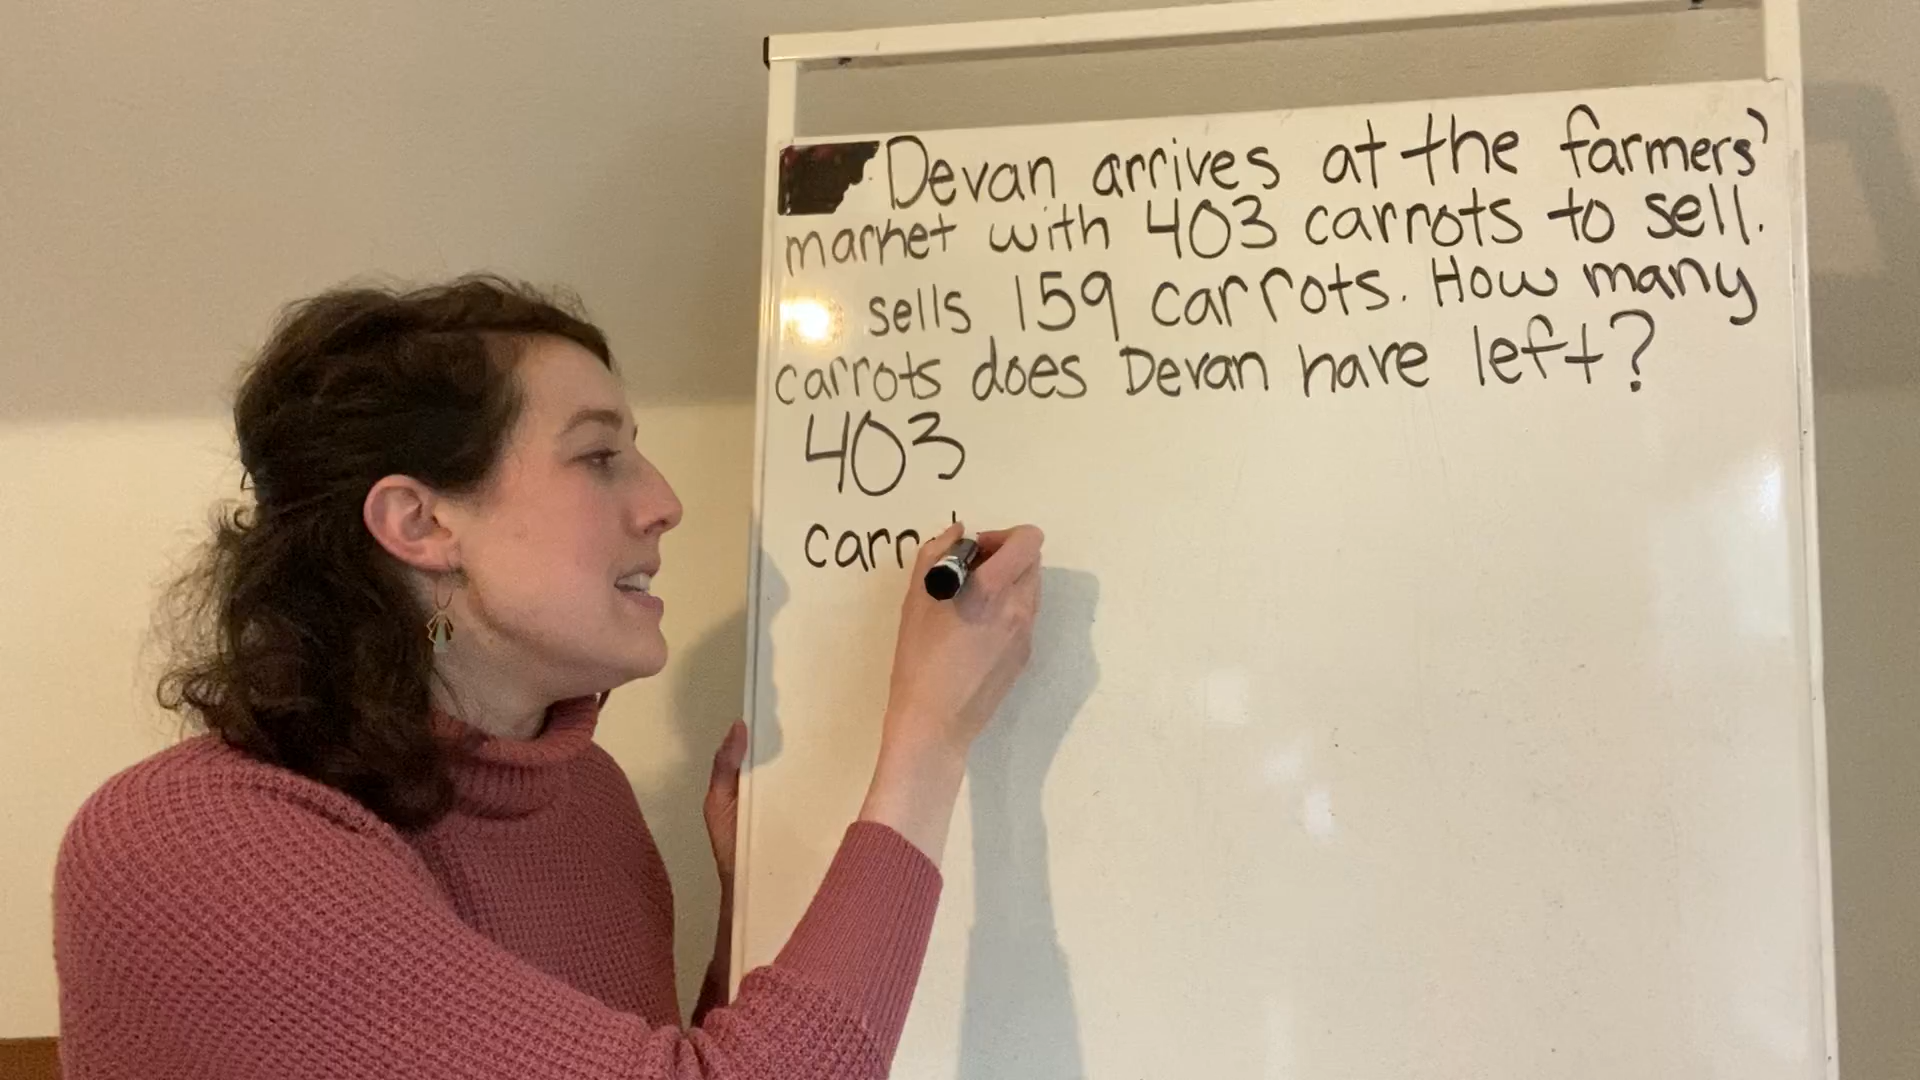 Devan arrives at the farmers'
market with 403 carrots to sell.
sells 159 carrots. How many
carrots does Devan have left?
403